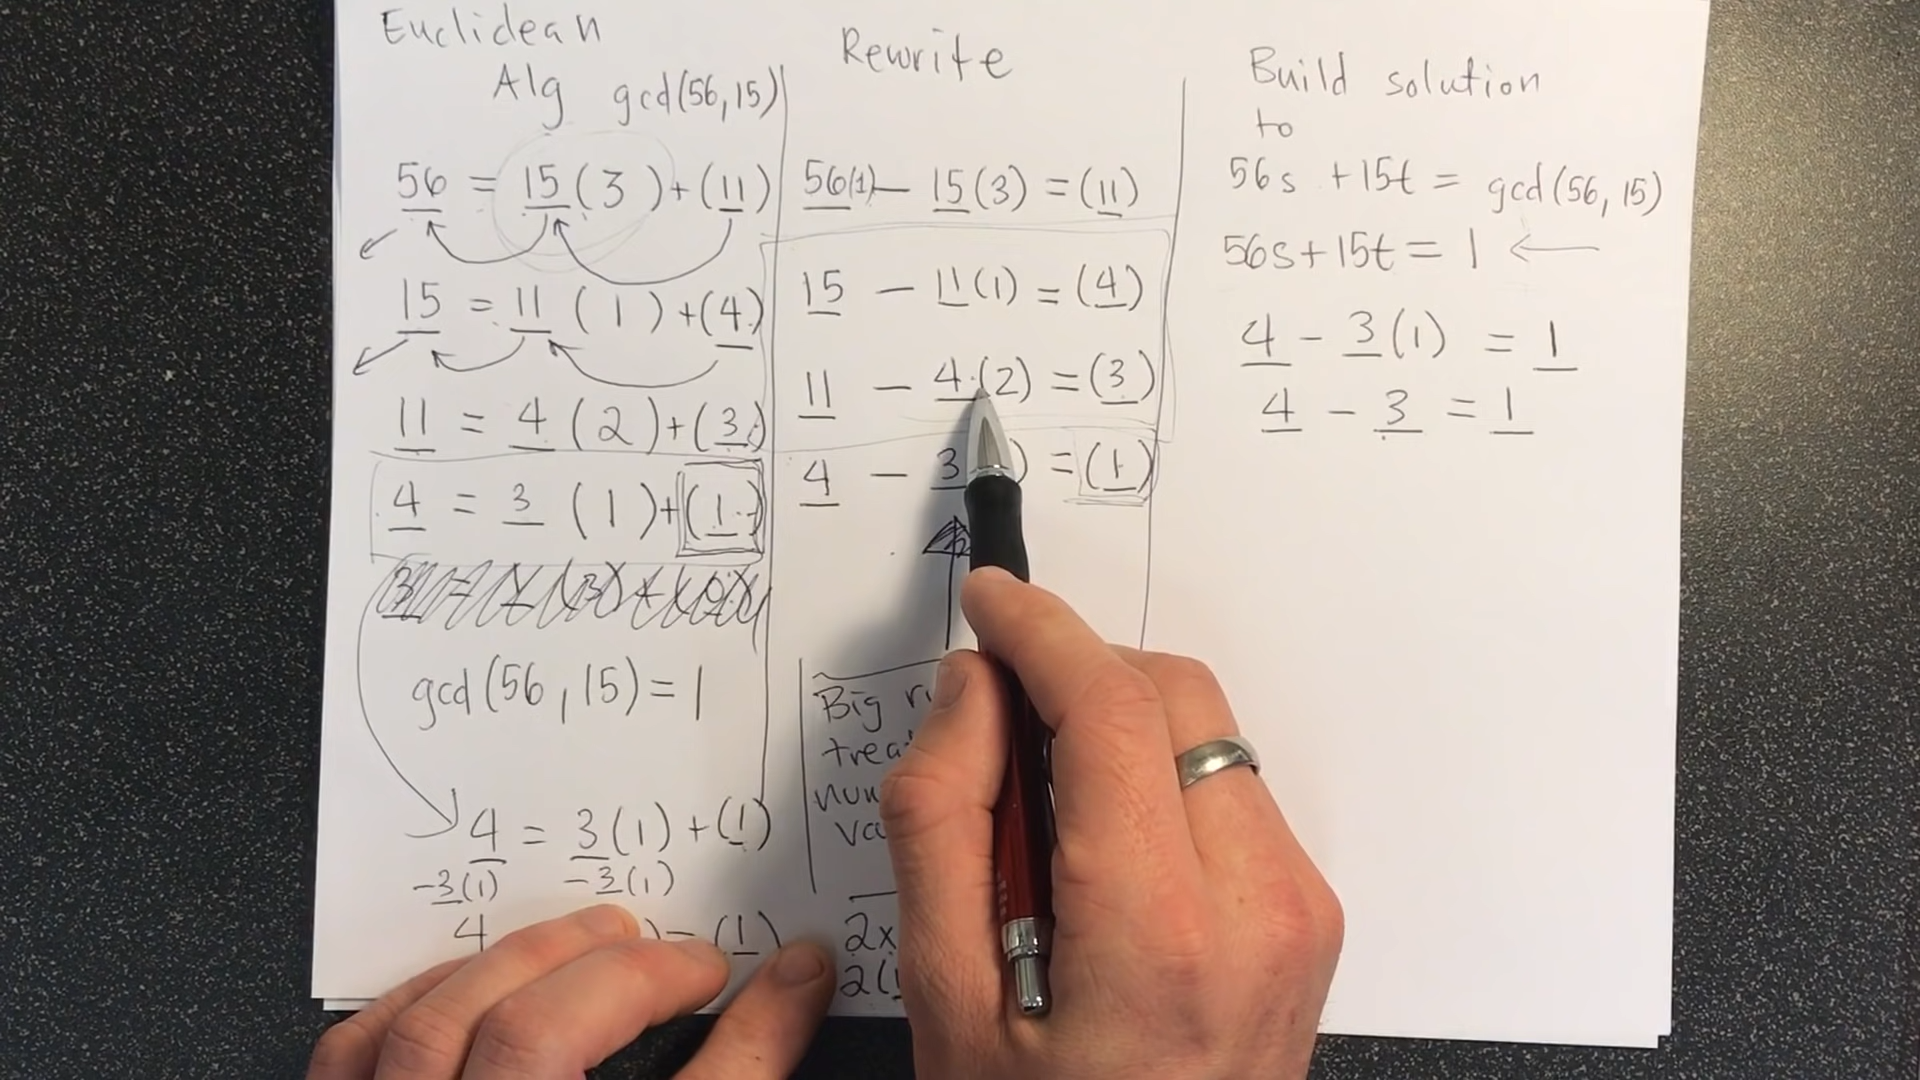 Euclidean
Alg gcd(56,15)
56 = 15(3)+(11)
15 = 11(1)+(4)
11 = 4(2)+(3)
4 = 3(1)+(1)
gcd(56,15)=1
4 = 3(1)+(1)
-3(1) -3(1)
4 )=(1)
Rewrite
56(1)-15(3)=(11)
15-11(1)=(4)
11-4(2)=(3)
4-3 )=(1)
Big
2x
2(
Build solution
to
56s+15t=gcd(56,15)
56s+15t=1
4-3(1)=1
4-3=1